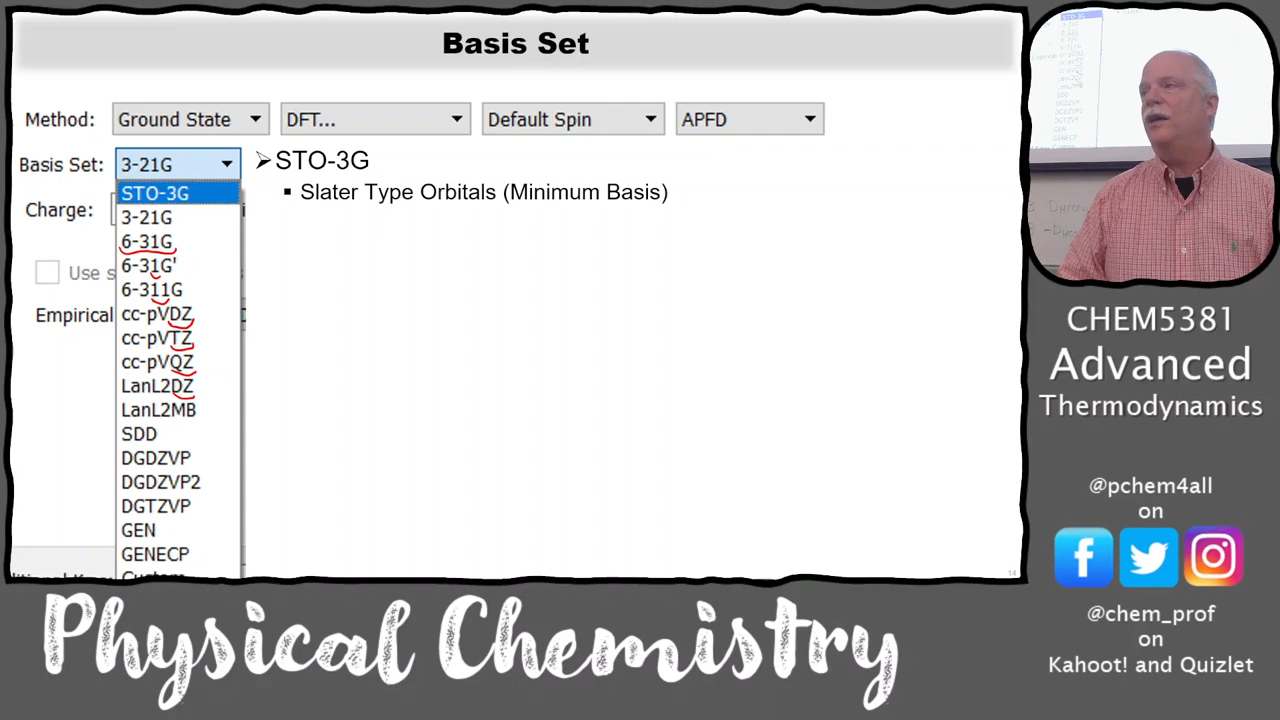 Basis Set
Method: Ground State DFT... Default Spin APFD
Basis Set: 3-21G
➢STO-3G
▪ Slater Type Orbitals (Minimum Basis)
STO-3G
3-21G
6-31G
6-31G'
6-311G
cc-pVDZ
cc-pVTZ
cc-pVQZ
LanL2DZ
LanL2MB
SDD
DGDZVP
DGDZVP2
DGTZVP
GEN
GENECP
Charge:
Use s
Empirical
14
CHEM5381
Advanced
Thermodynamics
@pchem4all
on
@chem_prof
on
Kahoot! and Quizlet
Physical Chemistry